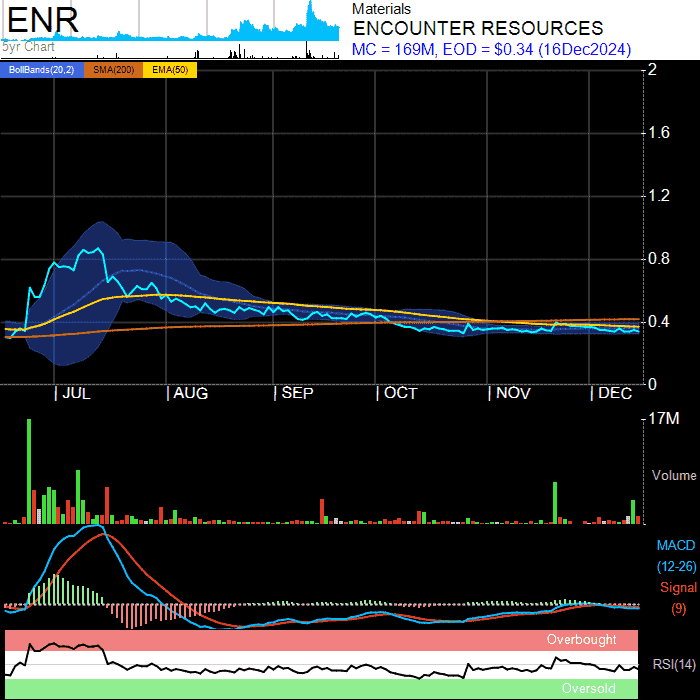 ENR
5yr Chart
Materials
ENCOUNTER RESOURCES
MC = 169M, EOD = $0.34 (16Dec2024)
BollBands(20,2) SMA(200) EMA(50)
2
1.6
1.2
0.8
0.4
0
JUL AUG SEP OCT NOV DEC
17M
Volume
MACD
(12-26)
Signal
(9)
Overbought
RSI(14)
Oversold